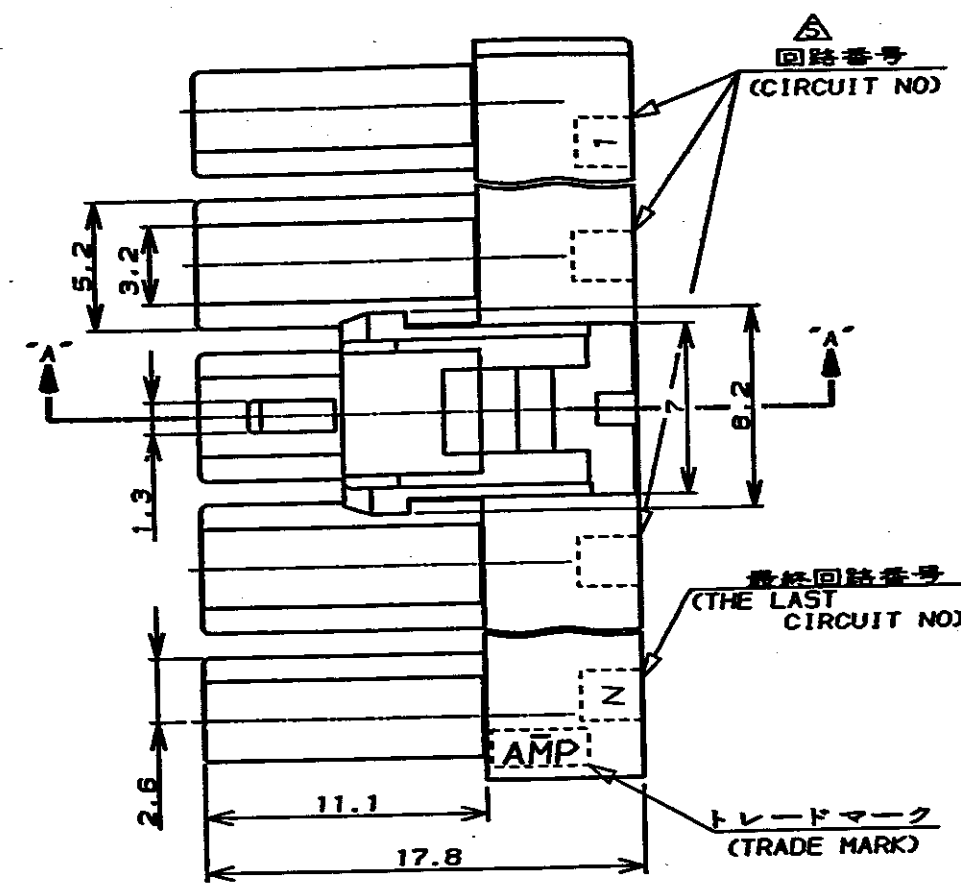 5
回路番号
(CIRCUIT NO)
1
5.2
3.2
"A"
"A"
7
8.2
1.3
最終回路番号
(THE LAST
CIRCUIT NO)
N
AMP
2.6
11.1
トレードマーク
(TRADE MARK)
17.8